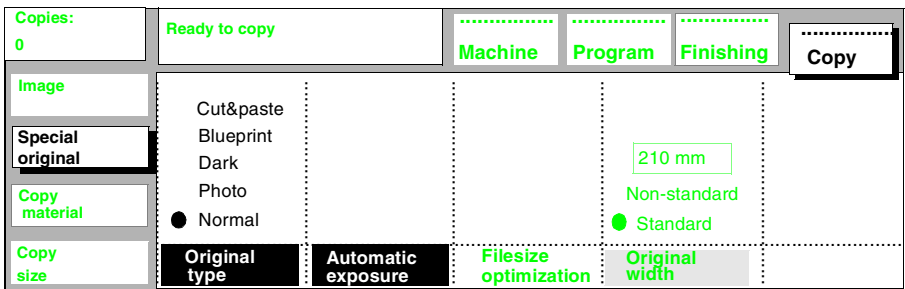 Copies:
0
Ready to copy
Machine
Program
Finishing
Copy
Image
Special
original
Copy
material
Copy
size
Cut&paste
Blueprint
Dark
Photo
Normal
Original
type
Automatic
exposure
Filesize
optimization
210 mm
Non-standard
Standard
Original
width